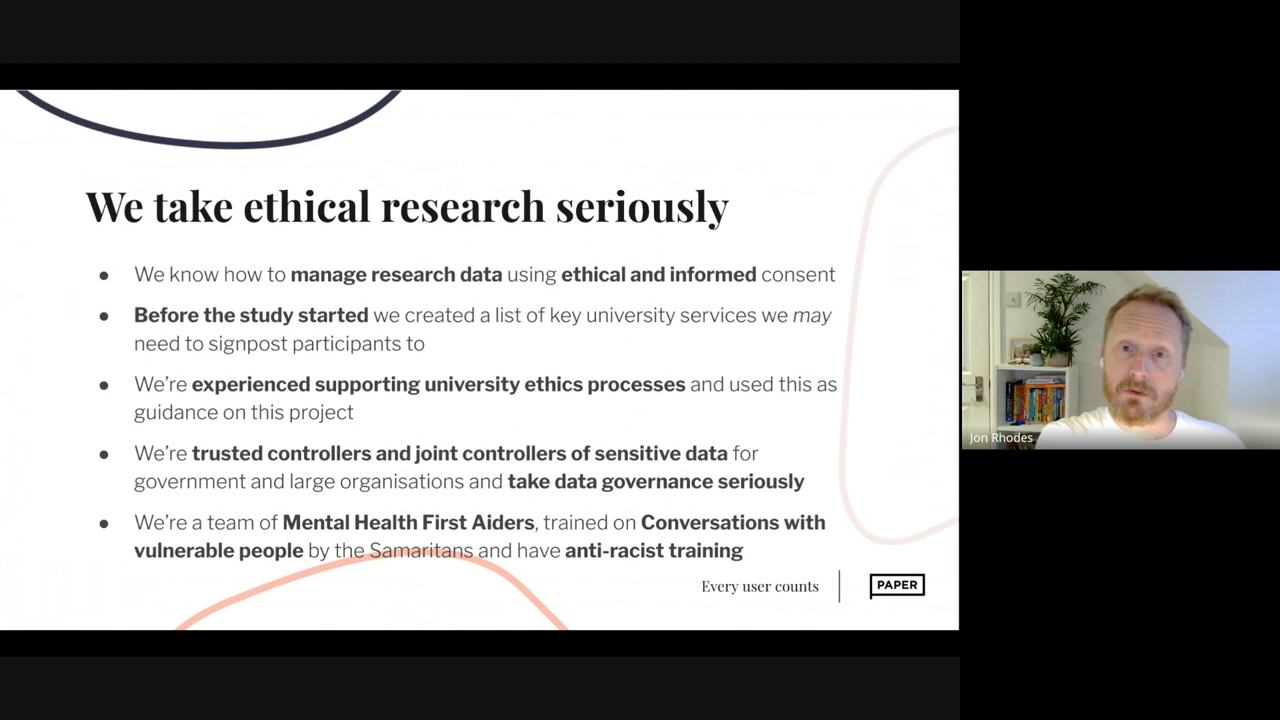 We take ethical research seriously
● We know how to manage research data using ethical and informed consent
● Before the study started we created a list of key university services we may
need to signpost participants to
● We’re experienced supporting university ethics processes and used this as
guidance on this project
● We’re trusted controllers and joint controllers of sensitive data for
government and large organisations and take data governance seriously
● We’re a team of Mental Health First Aiders, trained on Conversations with
vulnerable people by the Samaritans and have anti-racist training
Every user counts
PAPER
Jon Rhodes